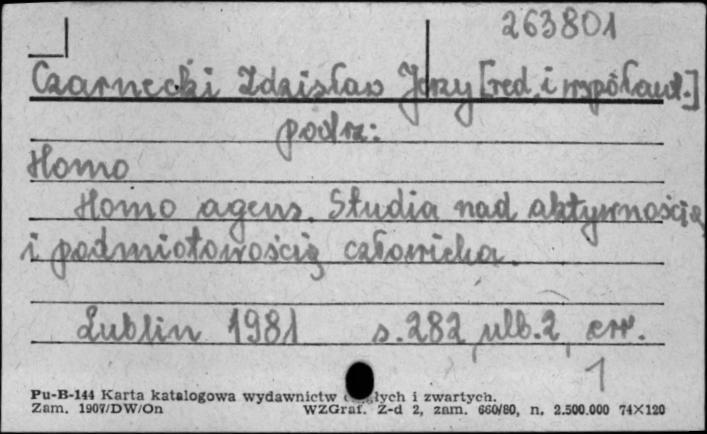 263801
Czarnecki Zdzisław Jerzy [red. i współaut.]
podrz:
Homo
Homo agens. Studia nad aktywnością
i podmiotowością człowieka.
Lublin 1981 s. 282, nlb. 2, err.
1
Pu-B-144 Karta katalogowa wydawnictw ciągłych i zwartych.
Zam. 1907/DW/On WZGraf. Z-d 2, zam. 660/80, n. 2.500.000 74×120